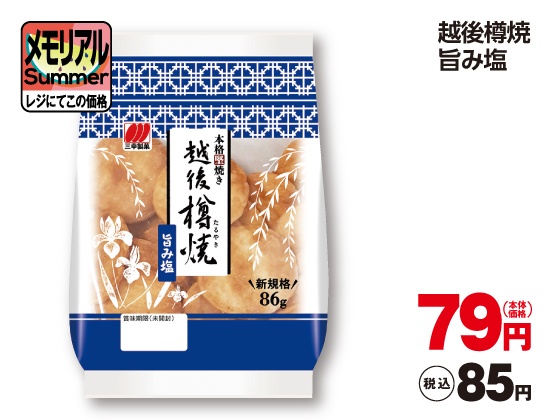 メモリアル
Summer
レジにてこの価格
越後樽焼
旨み塩
三幸製菓
本格堅焼き
越後樽焼
たるやき
旨み塩
新規格
86g
賞味期限(未開封)
79円(本体価格)
税込85円